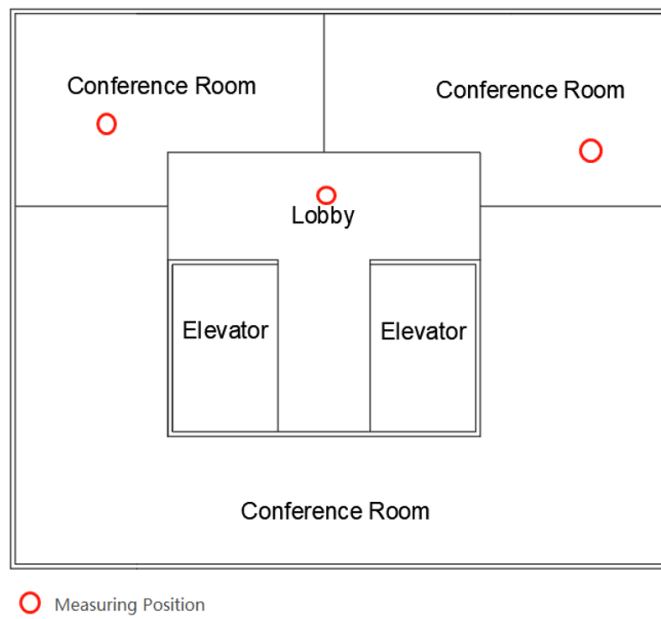 Conference Room
Conference Room
Lobby
Elevator
Elevator
Conference Room
Measuring Position